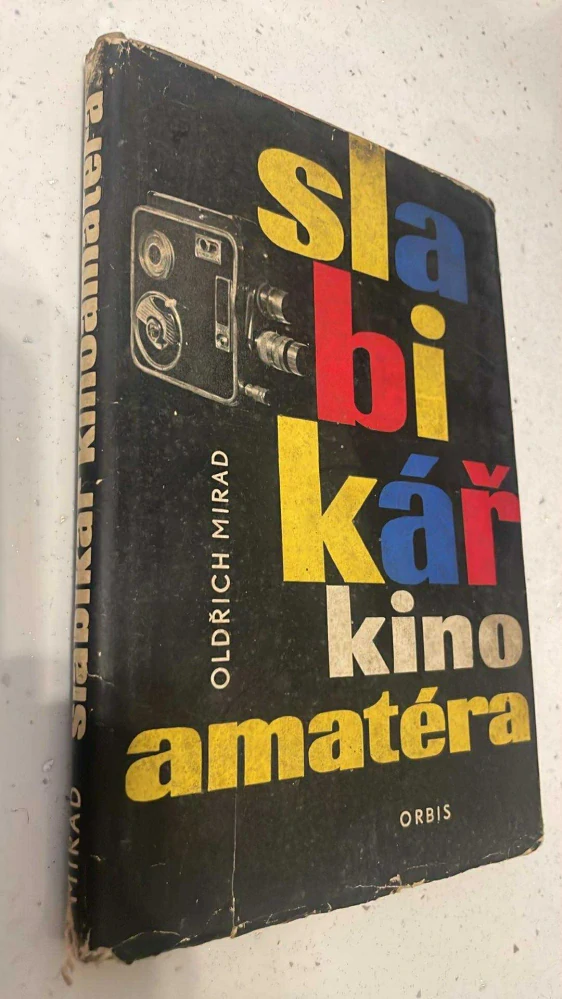 sla
bi
kář
kino
amatéra
OLDŘICH MIRAD
ORBIS
MIRAD slabikář kinoamatéra